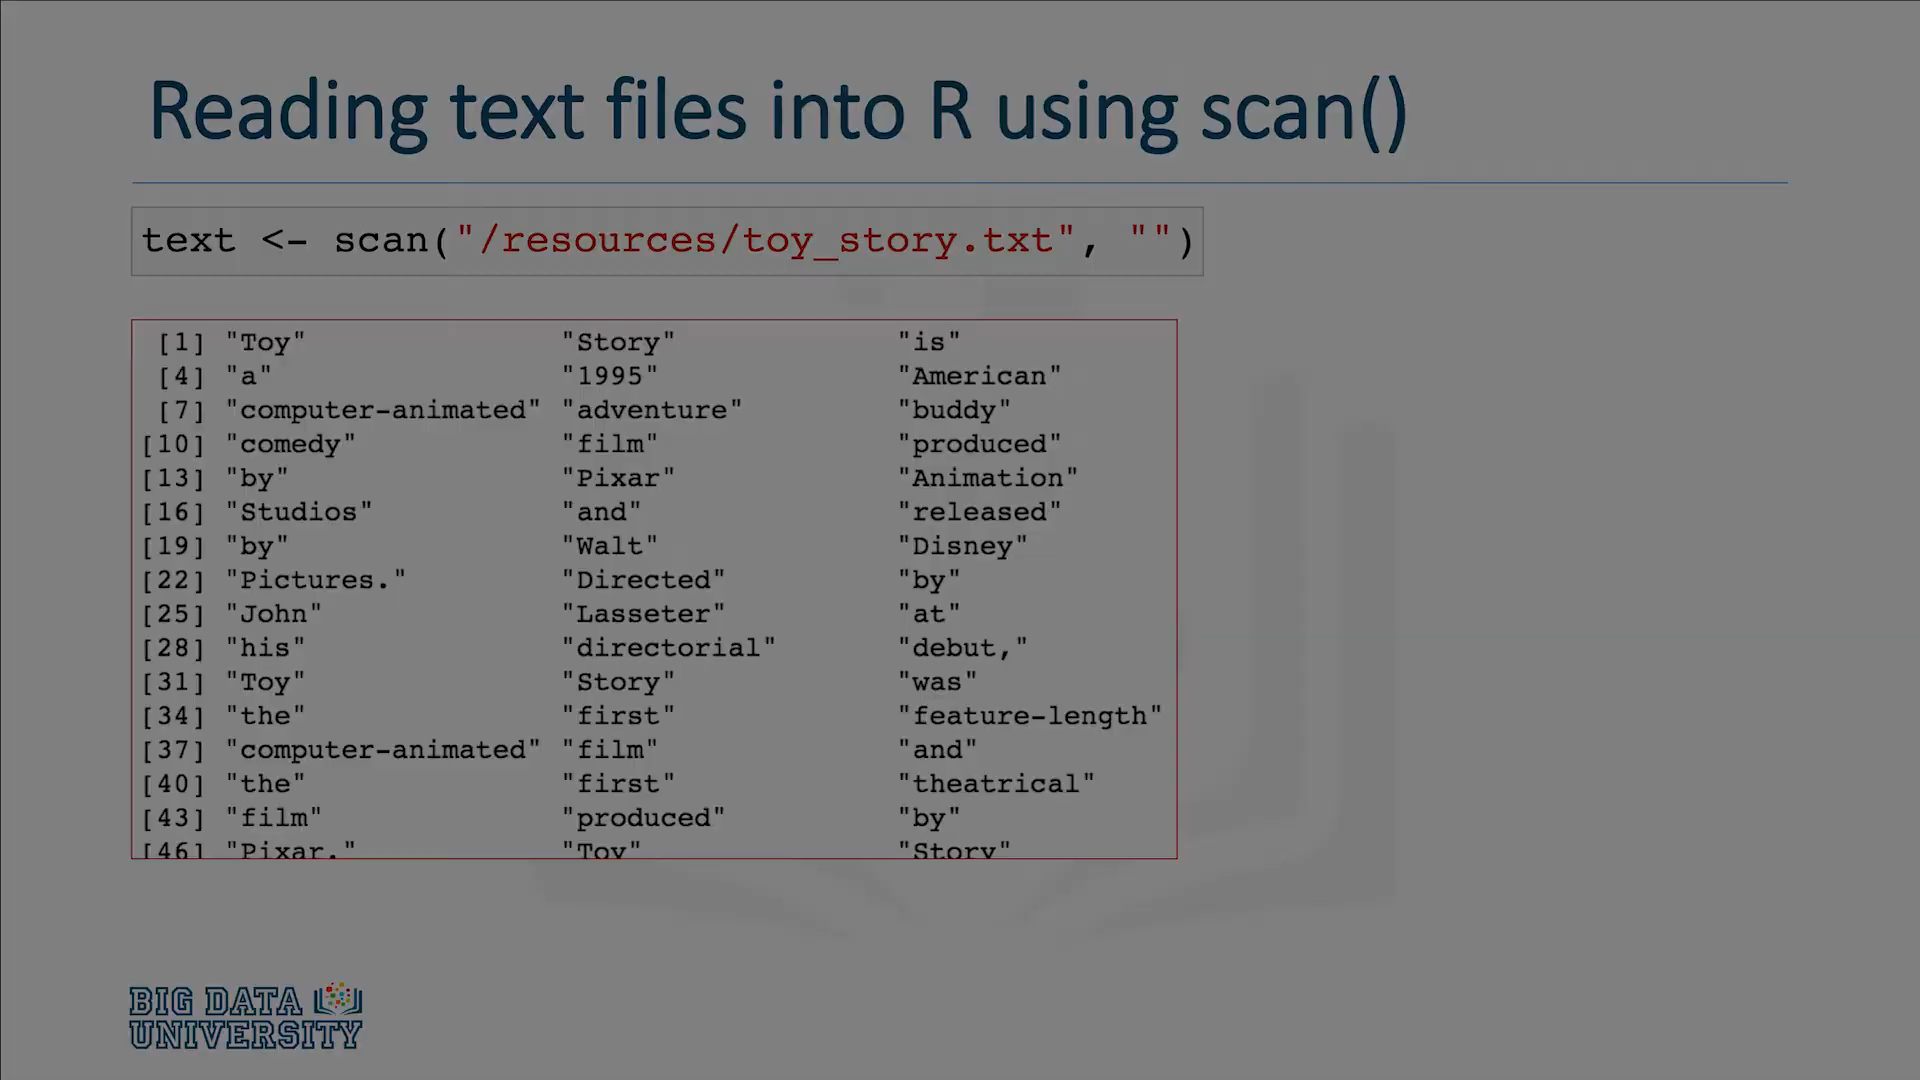 Reading text files into R using scan()
text <- scan("/resources/toy_story.txt", "")
[1] "Toy" "Story" "is"
[4] "a" "1995" "American"
[7] "computer-animated" "adventure" "buddy"
[10] "comedy" "film" "produced"
[13] "by" "Pixar" "Animation"
[16] "Studios" "and" "released"
[19] "by" "Walt" "Disney"
[22] "Pictures." "Directed" "by"
[25] "John" "Lasseter" "at"
[28] "his" "directorial" "debut,"
[31] "Toy" "Story" "was"
[34] "the" "first" "feature-length"
[37] "computer-animated" "film" "and"
[40] "the" "first" "theatrical"
[43] "film" "produced" "by"
[46] "Pixar." "Toy" "Story"
BIG DATA
UNIVERSITY